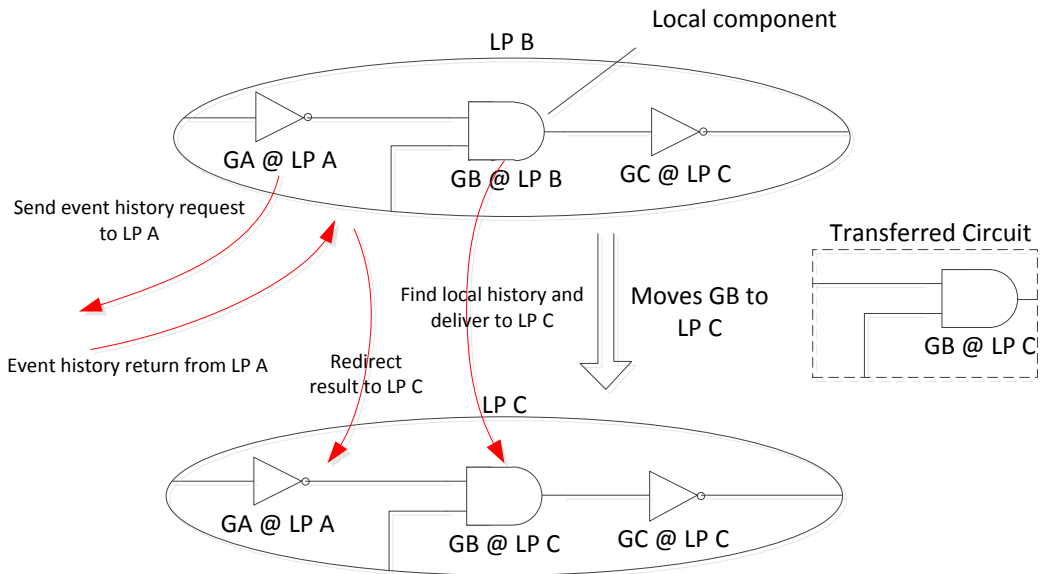 Local component
LP B
GA @ LP A
GB @ LP B
GC @ LP C
Send event history request
to LP A
Transferred Circuit
Find local history and
deliver to LP C
Moves GB to
LP C
GB @ LP C
Event history return from LP A
Redirect
result to LP C
LP C
GA @ LP A
GB @ LP C
GC @ LP C